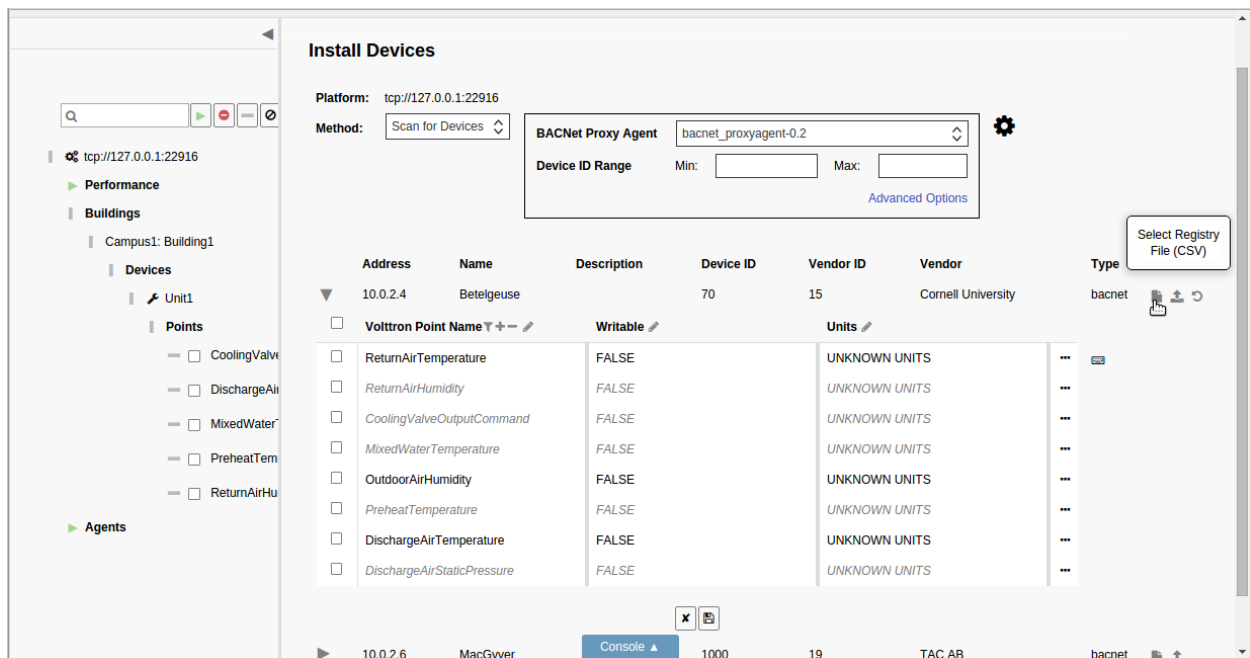 Install Devices
Platform: tcp://127.0.0.1:22916
Method: Scan for Devices
BACNet Proxy Agent bacnet_proxyagent-0.2
Device ID Range Min: Max:
Advanced Options
tcp://127.0.0.1:22916
Performance
Buildings
Campus1: Building1
Devices
Unit1
Points
CoolingValve
DischargeAir
MixedWaterT
PreheatTem
ReturnAirHu
Agents
Select Registry
File (CSV)
Address Name Description Device ID Vendor ID Vendor Type
10.0.2.4 Betelgeuse 70 15 Cornell University bacnet
Volttron Point Name Writable Units
ReturnAirTemperature FALSE UNKNOWN UNITS
ReturnAirHumidity FALSE UNKNOWN UNITS
CoolingValveOutputCommand FALSE UNKNOWN UNITS
MixedWaterTemperature FALSE UNKNOWN UNITS
OutdoorAirHumidity FALSE UNKNOWN UNITS
PreheatTemperature FALSE UNKNOWN UNITS
DischargeAirTemperature FALSE UNKNOWN UNITS
DischargeAirStaticPressure FALSE UNKNOWN UNITS
Console ▲
10.0.2.6 MacGyver 1000 19 TAC AB bacnet